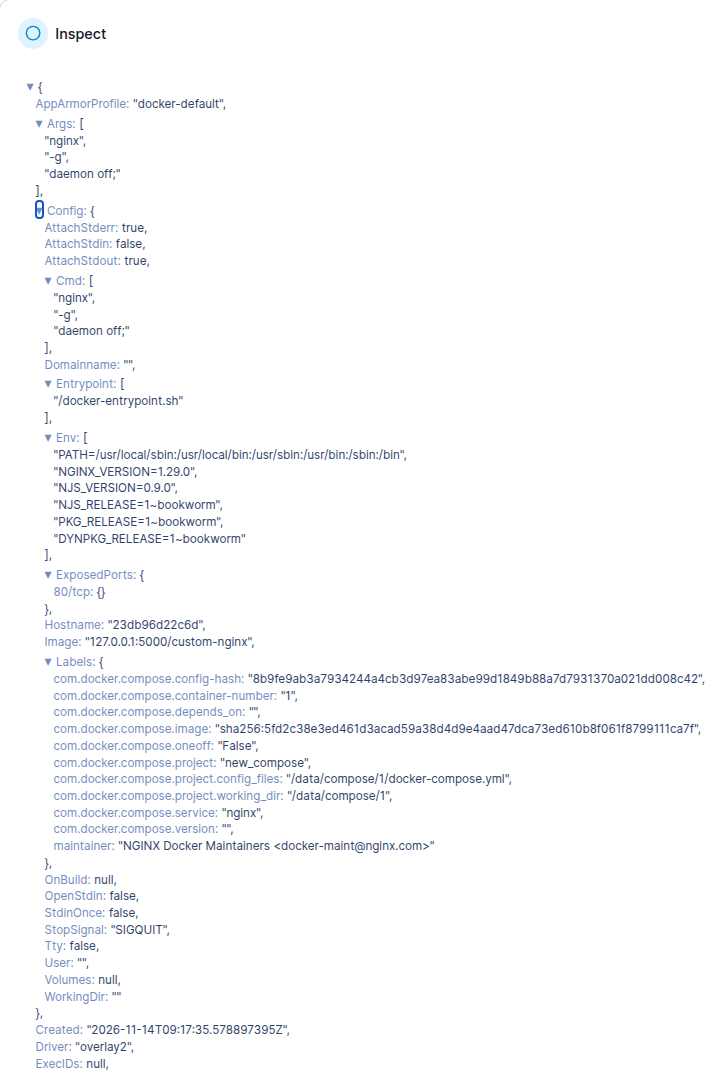 Inspect
▼ {
AppArmorProfile: "docker-default",
▼ Args: [
"nginx",
"-g",
"daemon off;"
],
▼ Config: {
AttachStderr: true,
AttachStdin: false,
AttachStdout: true,
▼ Cmd: [
"nginx",
"-g",
"daemon off;"
],
Domainname: "",
▼ Entrypoint: [
"/docker-entrypoint.sh"
],
▼ Env: [
"PATH=/usr/local/sbin:/usr/local/bin:/usr/sbin:/usr/bin:/sbin:/bin",
"NGINX_VERSION=1.29.0",
"NJS_VERSION=0.9.0",
"NJS_RELEASE=1~bookworm",
"PKG_RELEASE=1~bookworm",
"DYNPKG_RELEASE=1~bookworm"
],
▼ ExposedPorts: {
80/tcp: {}
},
Hostname: "23db96d22c6d",
Image: "127.0.0.1:5000/custom-nginx",
▼ Labels: {
com.docker.compose.config-hash: "8b9fe9ab3a7934244a4cb3d97ea83abe99d1849b88a7d7931370a021dd008c42",
com.docker.compose.container-number: "1",
com.docker.compose.depends_on: "",
com.docker.compose.image: "sha256:5fd2c38e3ed461d3acad59a38d4d9e4aad47dca73ed610b8f061f8799111ca7f",
com.docker.compose.oneoff: "False",
com.docker.compose.project: "new_compose",
com.docker.compose.project.config_files: "/data/compose/1/docker-compose.yml",
com.docker.compose.project.working_dir: "/data/compose/1",
com.docker.compose.service: "nginx",
com.docker.compose.version: "",
maintainer: "NGINX Docker Maintainers <docker-maint@nginx.com>"
},
OnBuild: null,
OpenStdin: false,
StdinOnce: false,
StopSignal: "SIGQUIT",
Tty: false,
User: "",
Volumes: null,
WorkingDir: ""
},
Created: "2026-11-14T09:17:35.578897395Z",
Driver: "overlay2",
ExecIDs: null,